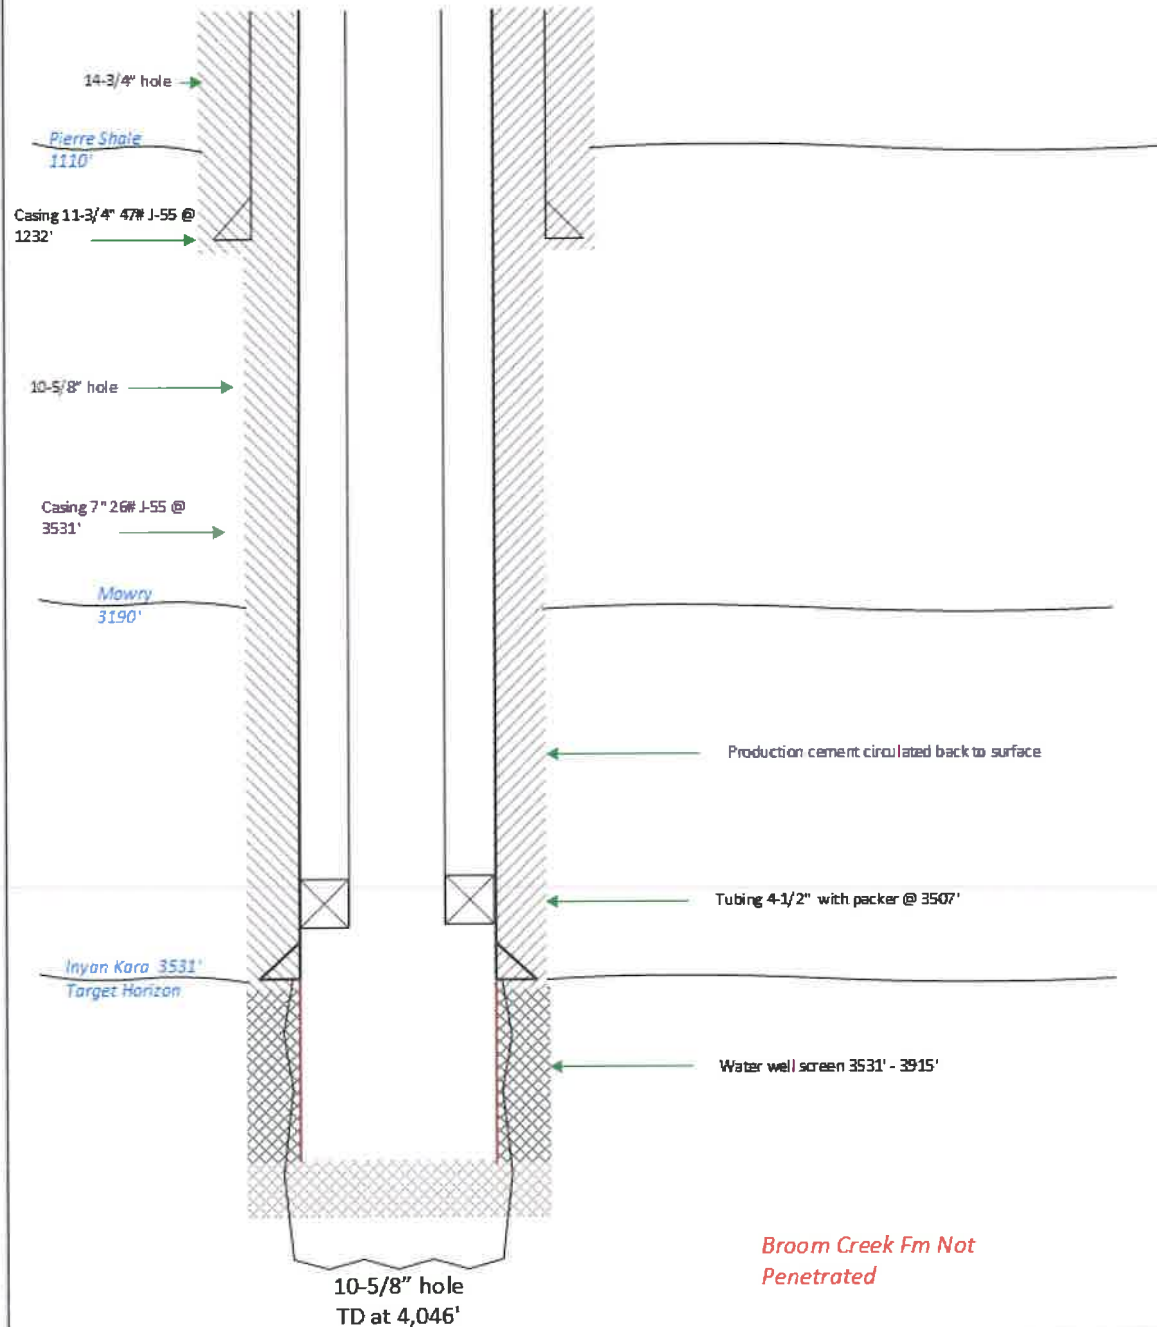 14-3/4" hole
Pierre Shale
1110'
Casing 11-3/4" 47# J-55 @
1232'
10-5/8" hole
Casing 7" 26# J-55 @
3531'
Mowry
3190'
Production cement circulated back to surface
Tubing 4-1/2" with packer @ 3507'
Inyan Kara 3531'
Target Horizon
Water well screen 3531' - 3915'
Broom Creek Fm Not
Penetrated
10-5/8" hole
TD at 4,046'